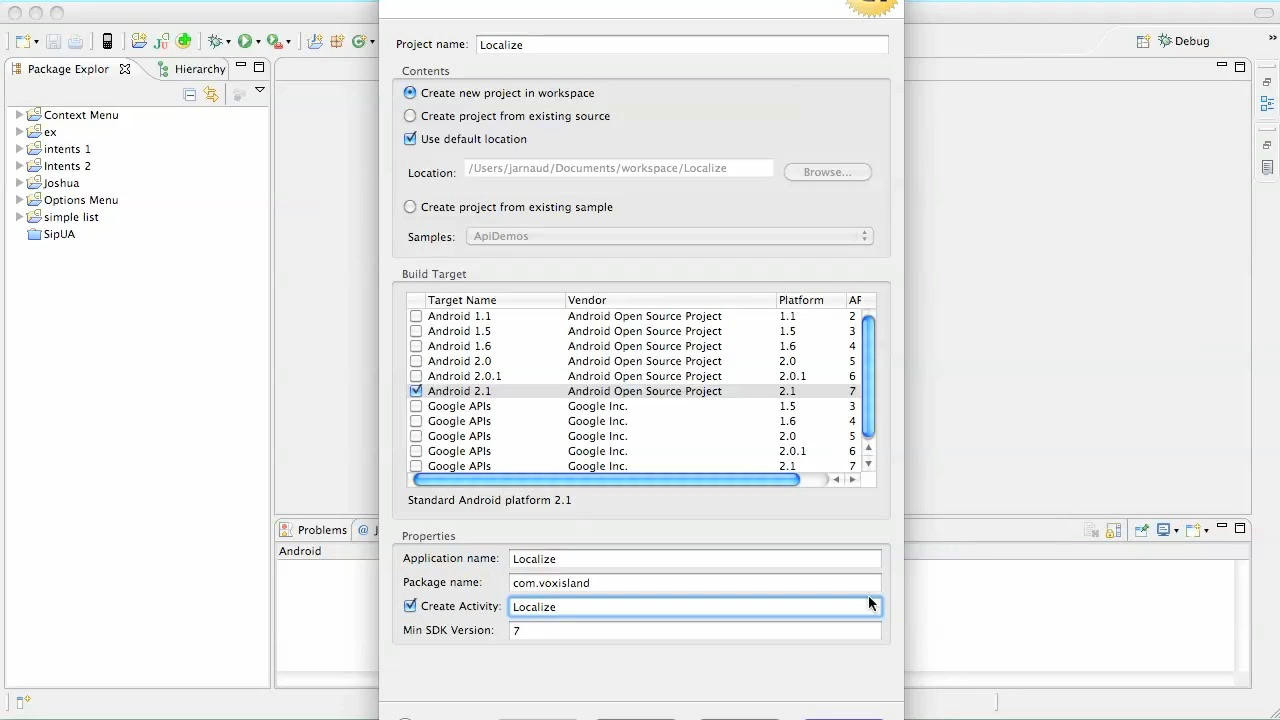 Project name: Localize
Debug
»
Package Explor
Hierarchy
Contents
Create new project in workspace
Create project from existing source
Use default location
Location: /Users/jarnaud/Documents/workspace/Localize Browse...
Create project from existing sample
Samples: ApiDemos
Context Menu
ex
intents 1
Intents 2
Joshua
Options Menu
simple list
SipUA
Build Target
Target Name Vendor Platform AF
Android 1.1 Android Open Source Project 1.1 2
Android 1.5 Android Open Source Project 1.5 3
Android 1.6 Android Open Source Project 1.6 4
Android 2.0 Android Open Source Project 2.0 5
Android 2.0.1 Android Open Source Project 2.0.1 6
Android 2.1 Android Open Source Project 2.1 7
Google APIs Google Inc. 1.5 3
Google APIs Google Inc. 1.6 4
Google APIs Google Inc. 2.0 5
Google APIs Google Inc. 2.0.1 6
Google APIs Google Inc. 2.1 7
Standard Android platform 2.1
Problems @ J
Android
Properties
Application name: Localize
Package name: com.voxisland
Create Activity: Localize
Min SDK Version: 7